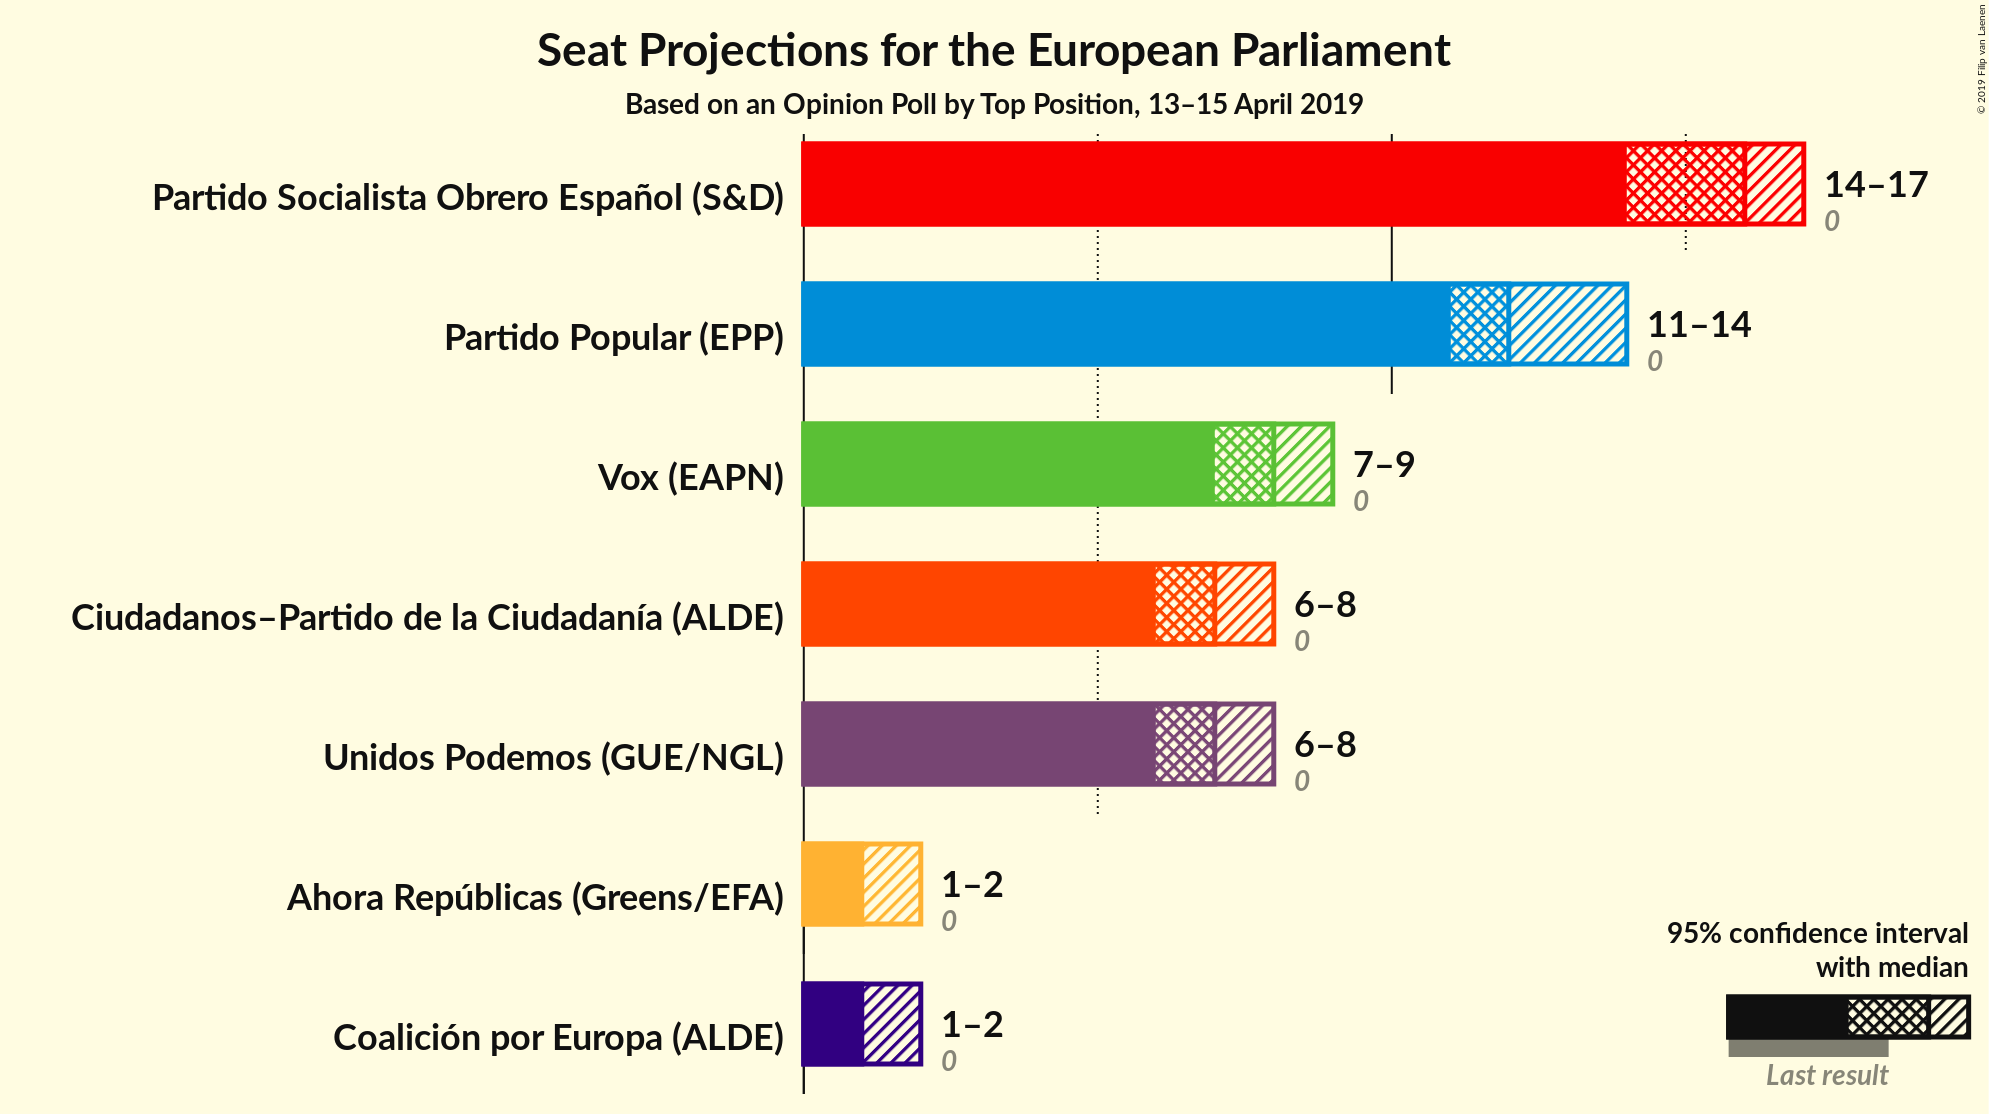 Seat Projections for the European Parliament
Based on an Opinion Poll by Top Position, 13–15 April 2019
© 2019 Filip van Laenen
Partido Socialista Obrero Español (S&D)
14–17
0
Partido Popular (EPP)
11–14
0
Vox (EAPN)
7–9
0
Ciudadanos–Partido de la Ciudadanía (ALDE)
6–8
0
Unidos Podemos (GUE/NGL)
6–8
0
Ahora Repúblicas (Greens/EFA)
1–2
0
Coalición por Europa (ALDE)
1–2
0
95% confidence interval
with median
Last result